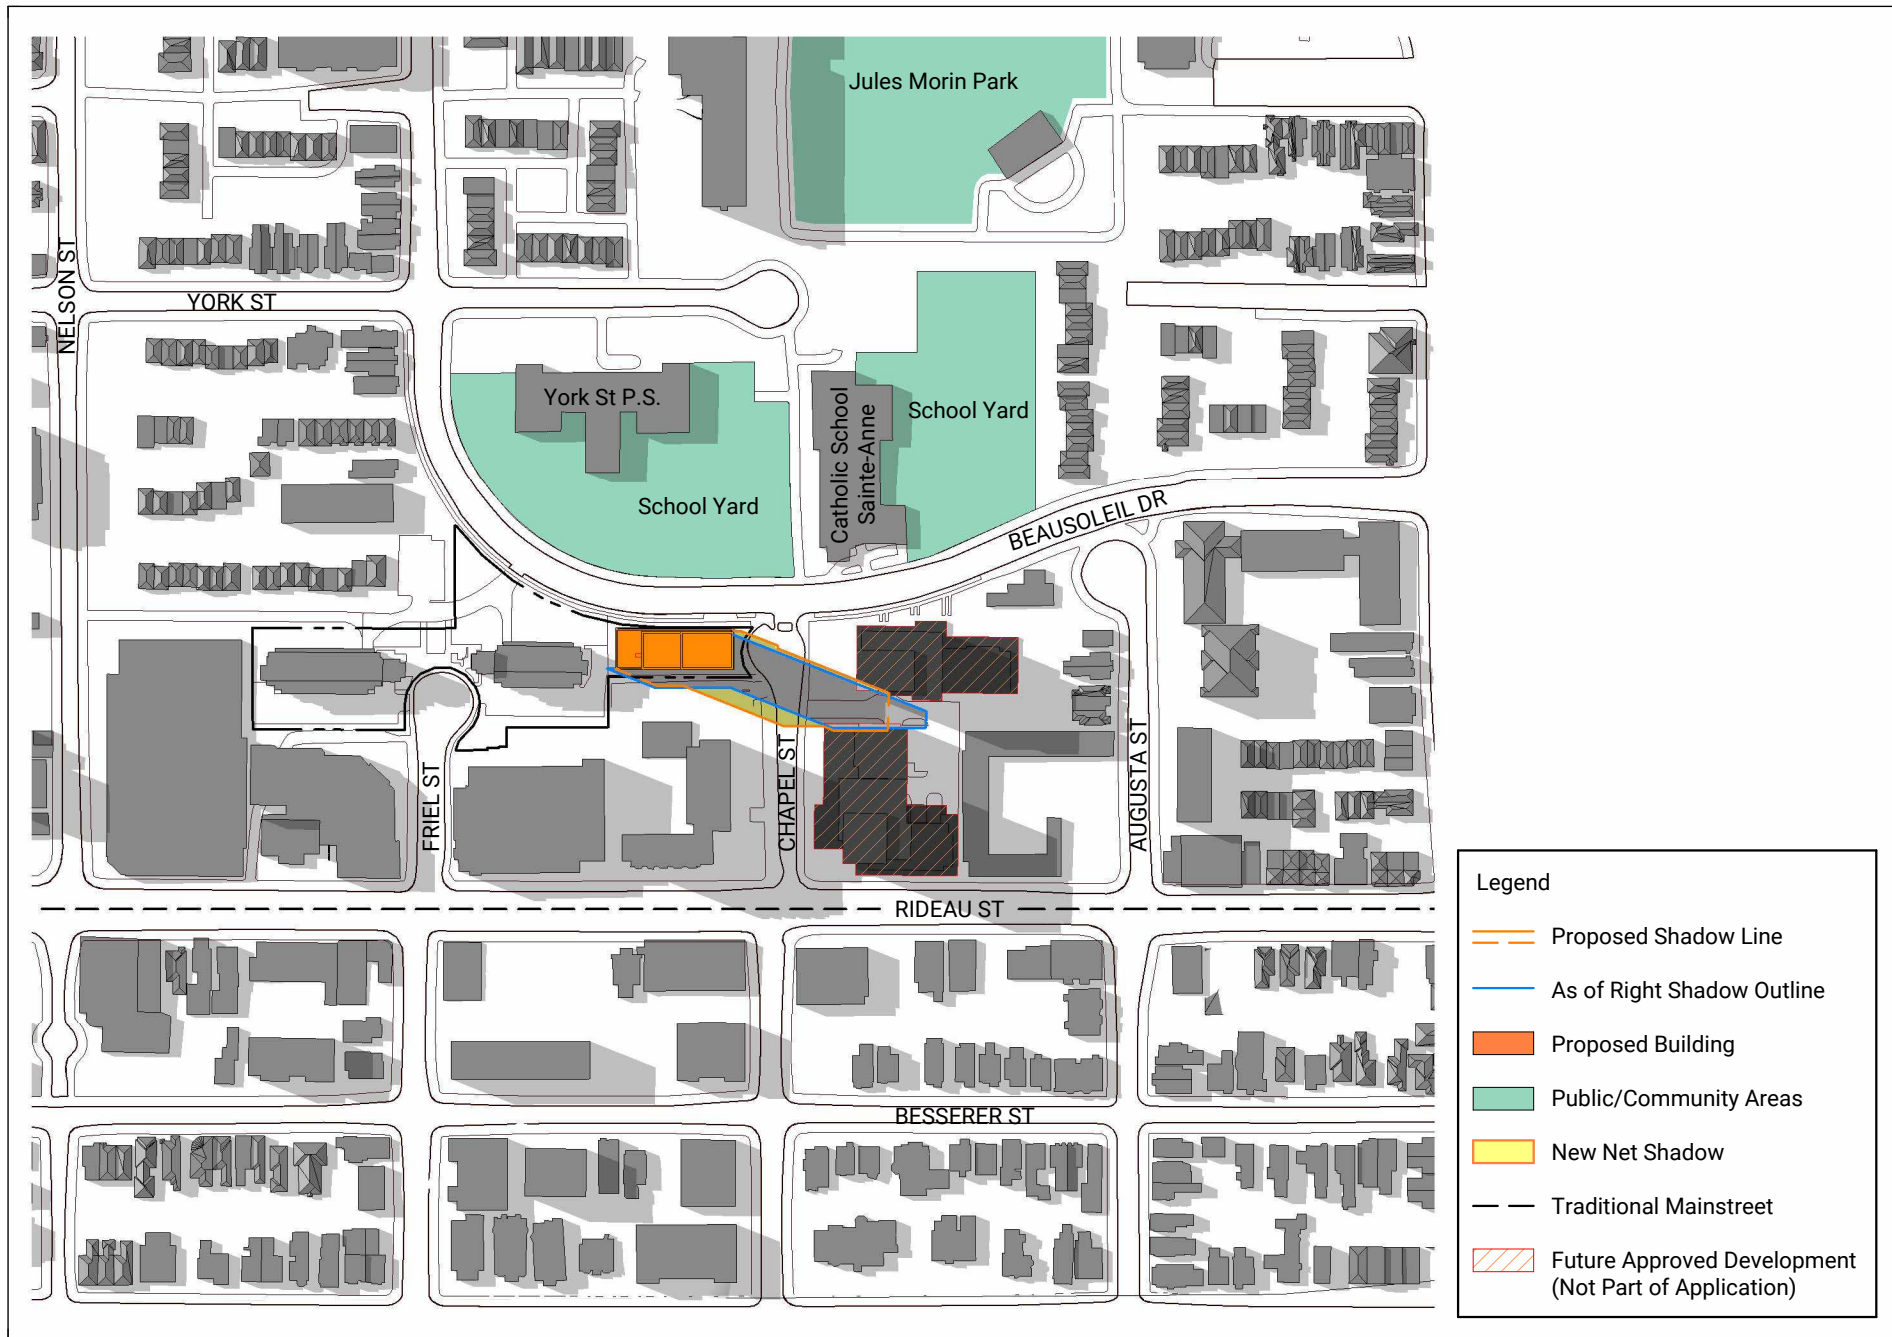 Jules Morin Park
NELSON ST
YORK ST
York St P.S.
School Yard
Catholic School
Sainte-Anne
School Yard
BEAUSOLEIL DR
FRIEL ST
CHAPEL ST
AUGUSTA ST
RIDEAU ST
BESSERER ST
Legend
Proposed Shadow Line
As of Right Shadow Outline
Proposed Building
Public/Community Areas
New Net Shadow
Traditional Mainstreet
Future Approved Development
(Not Part of Application)